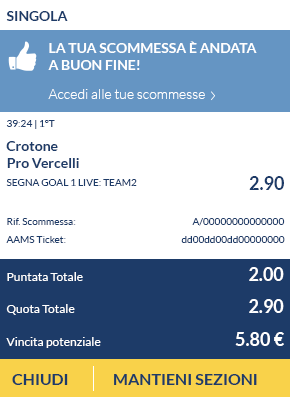 SINGOLA
LA TUA SCOMMESSA È ANDATA
A BUON FINE!
Accedi alle tue scommesse >
39:24 | 1°T
Crotone
Pro Vercelli
SEGNA GOAL 1 LIVE: TEAM2 2.90
Rif. Scommessa: A/00000000000000
AAMS Ticket: dd00dd00dd00000000
Puntata Totale 2.00
Quota Totale 2.90
Vincita potenziale 5.80 €
CHIUDI MANTIENI SEZIONI